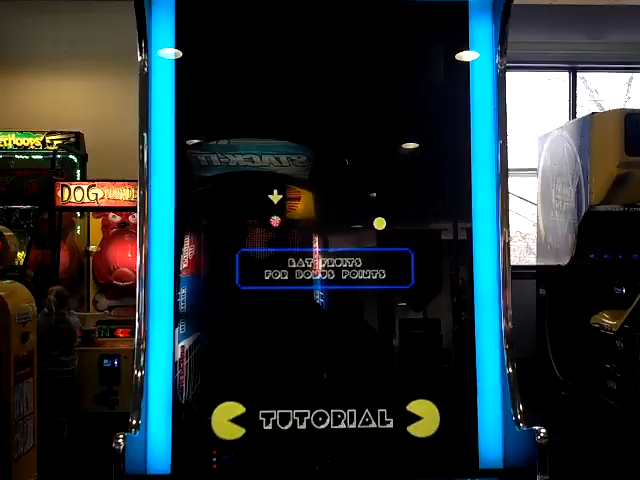 DOG
STACK-IT
EAT FRUITS
FOR BONUS POINTS
TUTORIAL